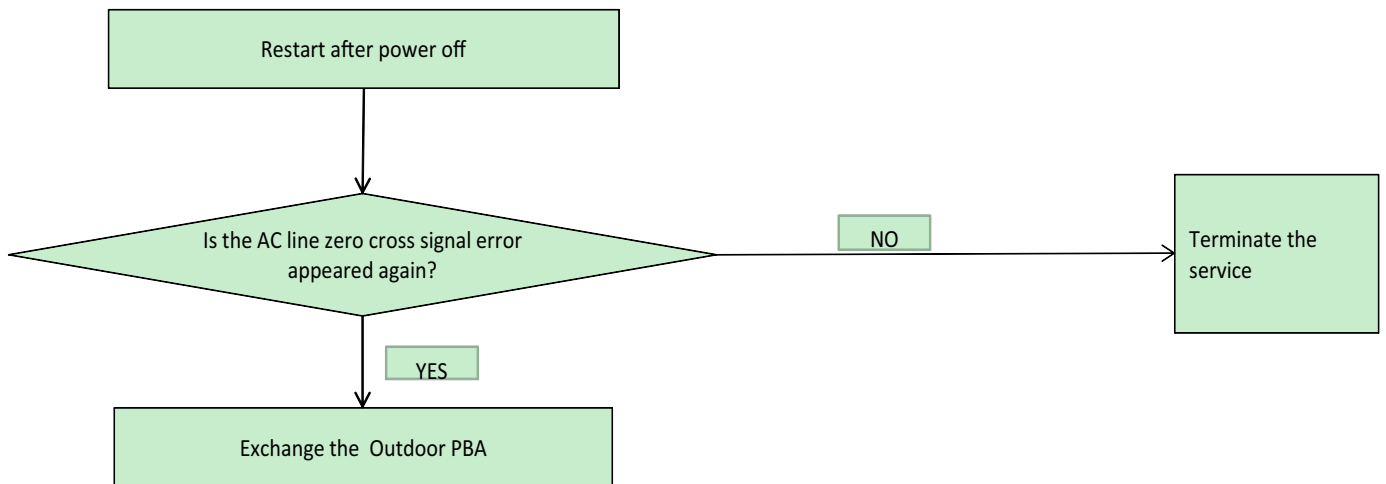 Restart after power off
Is the AC line zero cross signal error
appeared again?
NO
Terminate the
service
YES
Exchange the  Outdoor PBA